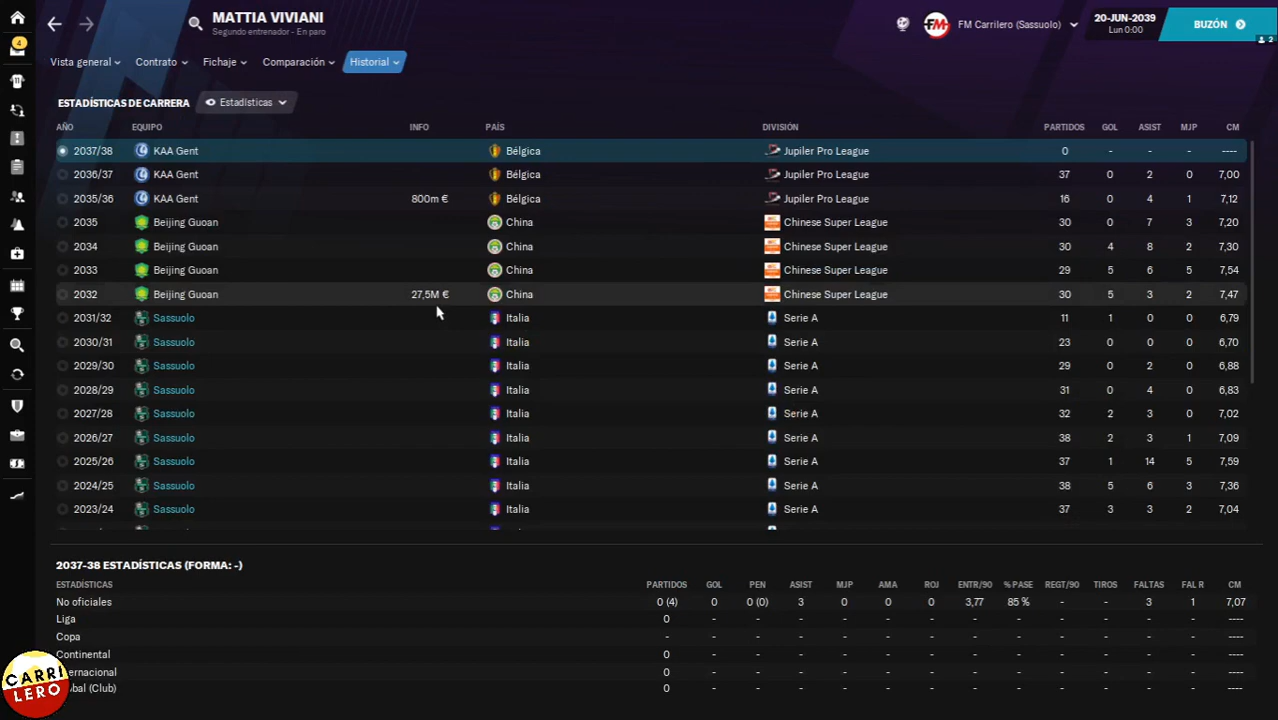 MATTIA VIVIANI
Segundo entrenador - En paro
FM FM Carrilero (Sassuolo)
20-JUN-2039
Lun 0:00
BUZÓN
2
4
Vista general Contrato Fichaje Comparación Historial
ESTADÍSTICAS DE CARRERA Estadísticas
AÑO EQUIPO INFO PAÍS DIVISIÓN PARTIDOS GOL ASIST MJP CM
2037/38 KAA Gent Bélgica Jupiler Pro League 0 - - - ----
2036/37 KAA Gent Bélgica Jupiler Pro League 37 0 2 0 7,00
2035/36 KAA Gent 800m € Bélgica Jupiler Pro League 16 0 4 1 7,12
2035 Beijing Guoan China Chinese Super League 30 0 7 3 7,20
2034 Beijing Guoan China Chinese Super League 30 4 8 2 7,30
2033 Beijing Guoan China Chinese Super League 29 5 6 5 7,54
2032 Beijing Guoan 27,5M € China Chinese Super League 30 5 3 2 7,47
2031/32 Sassuolo Italia Serie A 11 1 0 0 6,79
2030/31 Sassuolo Italia Serie A 23 0 0 0 6,70
2029/30 Sassuolo Italia Serie A 29 0 2 0 6,88
2028/29 Sassuolo Italia Serie A 31 0 4 0 6,83
2027/28 Sassuolo Italia Serie A 32 2 3 0 7,02
2026/27 Sassuolo Italia Serie A 38 2 3 1 7,09
2025/26 Sassuolo Italia Serie A 37 1 14 5 7,59
2024/25 Sassuolo Italia Serie A 38 5 6 3 7,36
2023/24 Sassuolo Italia Serie A 37 3 3 2 7,04
2037-38 ESTADÍSTICAS (FORMA: -)
ESTADÍSTICAS PARTIDOS GOL PEN ASIST MJP AMA ROJ ENTR/90 % PASE REGT/90 TIROS FALTAS FAL R CM
No oficiales 0 (4) 0 0 (0) 3 0 0 0 3,77 85 % - - 3 1 7,07
Liga 0 - - - - - - - - - - - - ----
Copa - - - - - - - - - - - - - ----
Continental 0 - - - - - - - - - - - - ----
ernacional 0 - - - - - - - - - - - - ----
bal (Club) 0 - - - - - - - - - - - - ----
CARRI
LERO